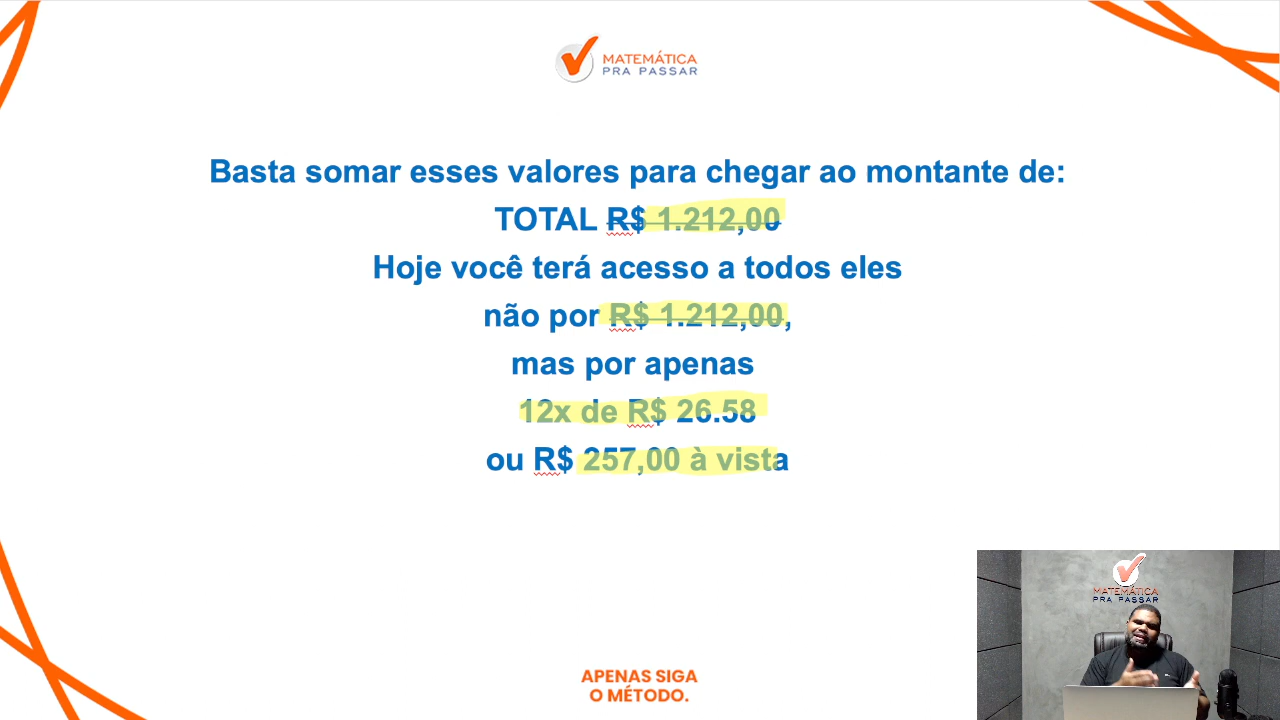 MATEMÁTICA
PRA PASSAR
Basta somar esses valores para chegar ao montante de:
TOTAL R$ 1.212,00
Hoje você terá acesso a todos eles
não por R$ 1.212,00,
mas por apenas
12x de R$ 26.58
ou R$ 257,00 à vista
MATEMÁTICA
PRA PASSAR
APENAS SIGA
O MÉTODO.